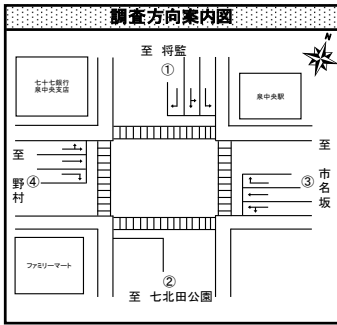 調査方向案内図
N
至 将監
①
七十七銀行
泉中央支店
泉中央駅
至 野村
④
至 市名坂
③
ファミリーマート
②
至 七北田公園